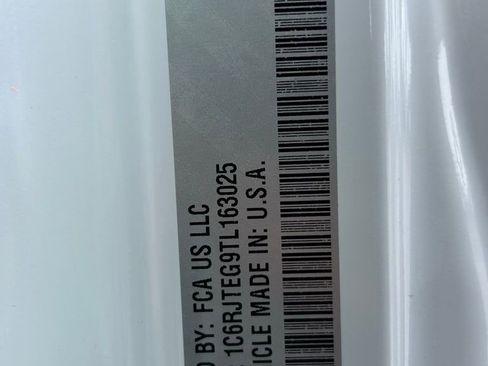 D BY: FCA US LLC
1C6RJTEG9TL163025
ICLE MADE IN: U.S.A.